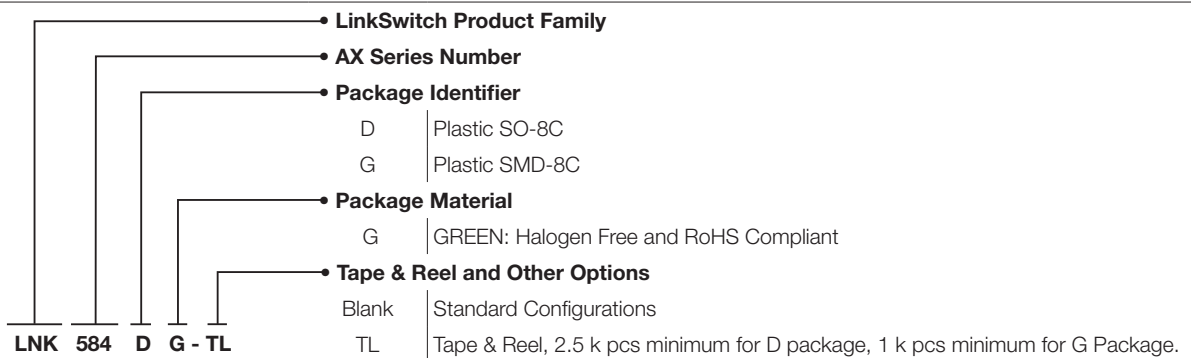 • LinkSwitch Product Family
• AX Series Number
• Package Identifier
D Plastic SO-8C
G Plastic SMD-8C
• Package Material
G GREEN: Halogen Free and RoHS Compliant
• Tape & Reel and Other Options
Blank Standard Configurations
TL Tape & Reel, 2.5 k pcs minimum for D package, 1 k pcs minimum for G Package.
LNK 584 D G - TL